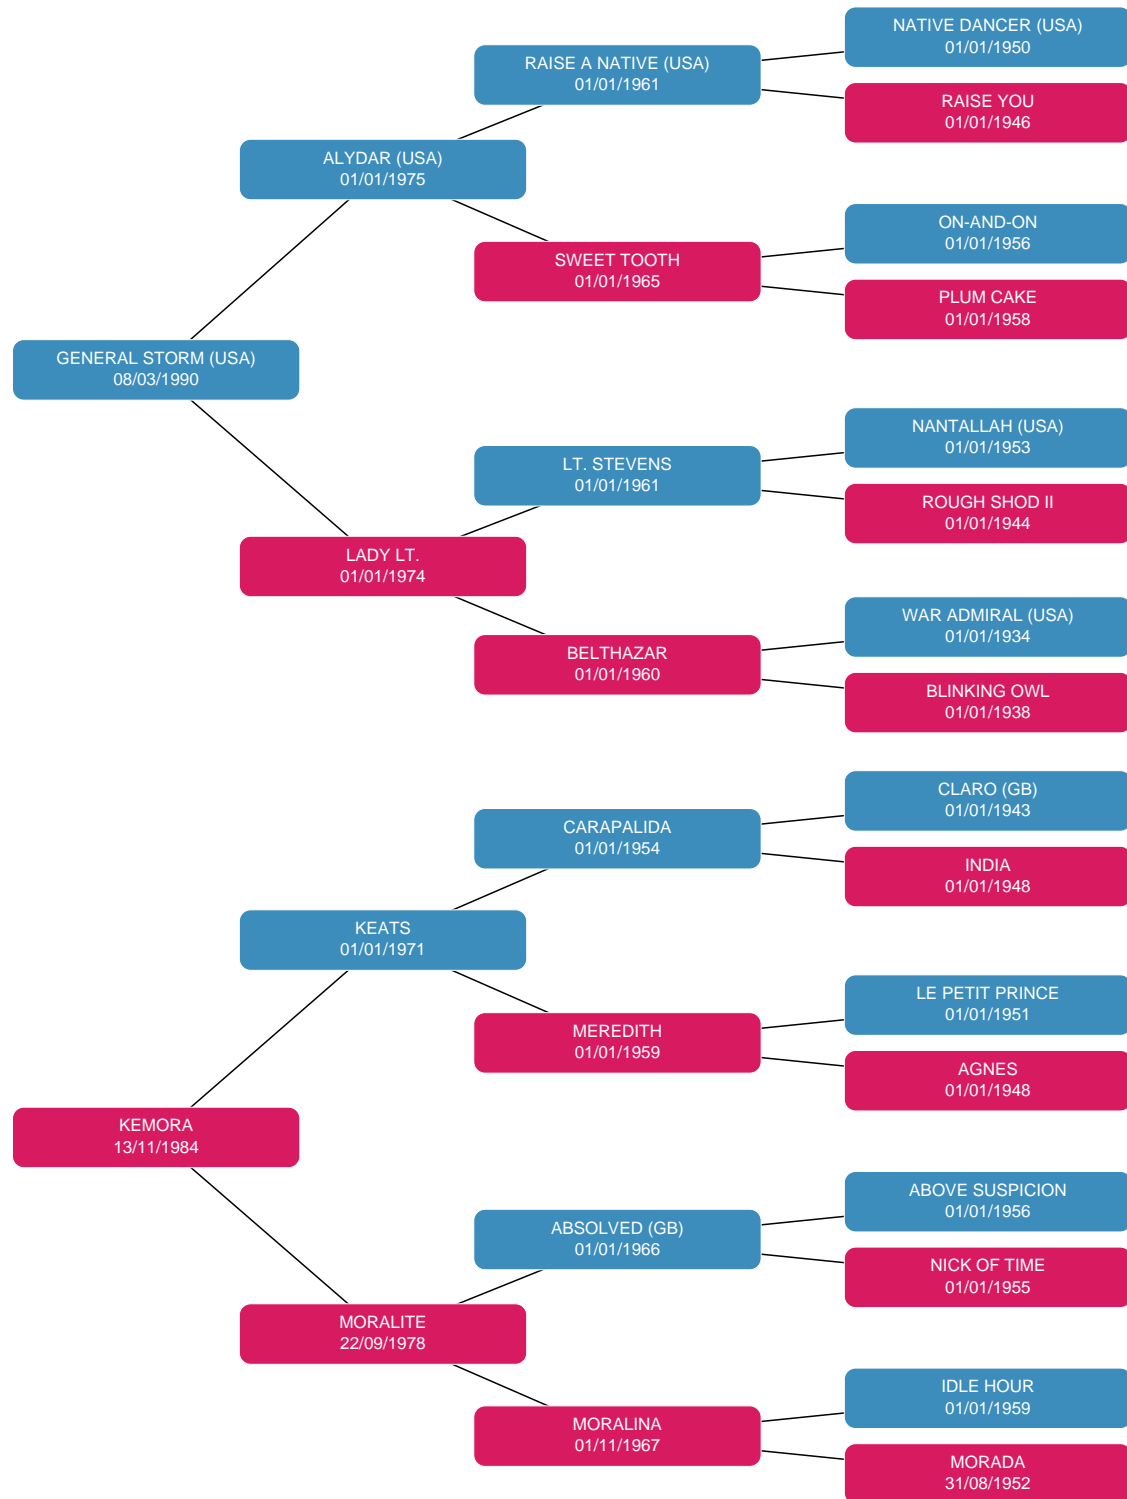 NATIVE DANCER (USA)
01/01/1950
RAISE A NATIVE (USA)
01/01/1961
RAISE YOU
01/01/1946
ALYDAR (USA)
01/01/1975
ON-AND-ON
01/01/1956
SWEET TOOTH
01/01/1965
PLUM CAKE
01/01/1958
GENERAL STORM (USA)
08/03/1990
NANTALLAH (USA)
01/01/1953
LT. STEVENS
01/01/1961
ROUGH SHOD II
01/01/1944
LADY LT.
01/01/1974
WAR ADMIRAL (USA)
01/01/1934
BELTHAZAR
01/01/1960
BLINKING OWL
01/01/1938
CLARO (GB)
01/01/1943
CARAPALIDA
01/01/1954
INDIA
01/01/1948
KEATS
01/01/1971
LE PETIT PRINCE
01/01/1951
MEREDITH
01/01/1959
AGNES
01/01/1948
KEMORA
13/11/1984
ABOVE SUSPICION
01/01/1956
ABSOLVED (GB)
01/01/1966
NICK OF TIME
01/01/1955
MORALITE
22/09/1978
IDLE HOUR
01/01/1959
MORALINA
01/11/1967
MORADA
31/08/1952